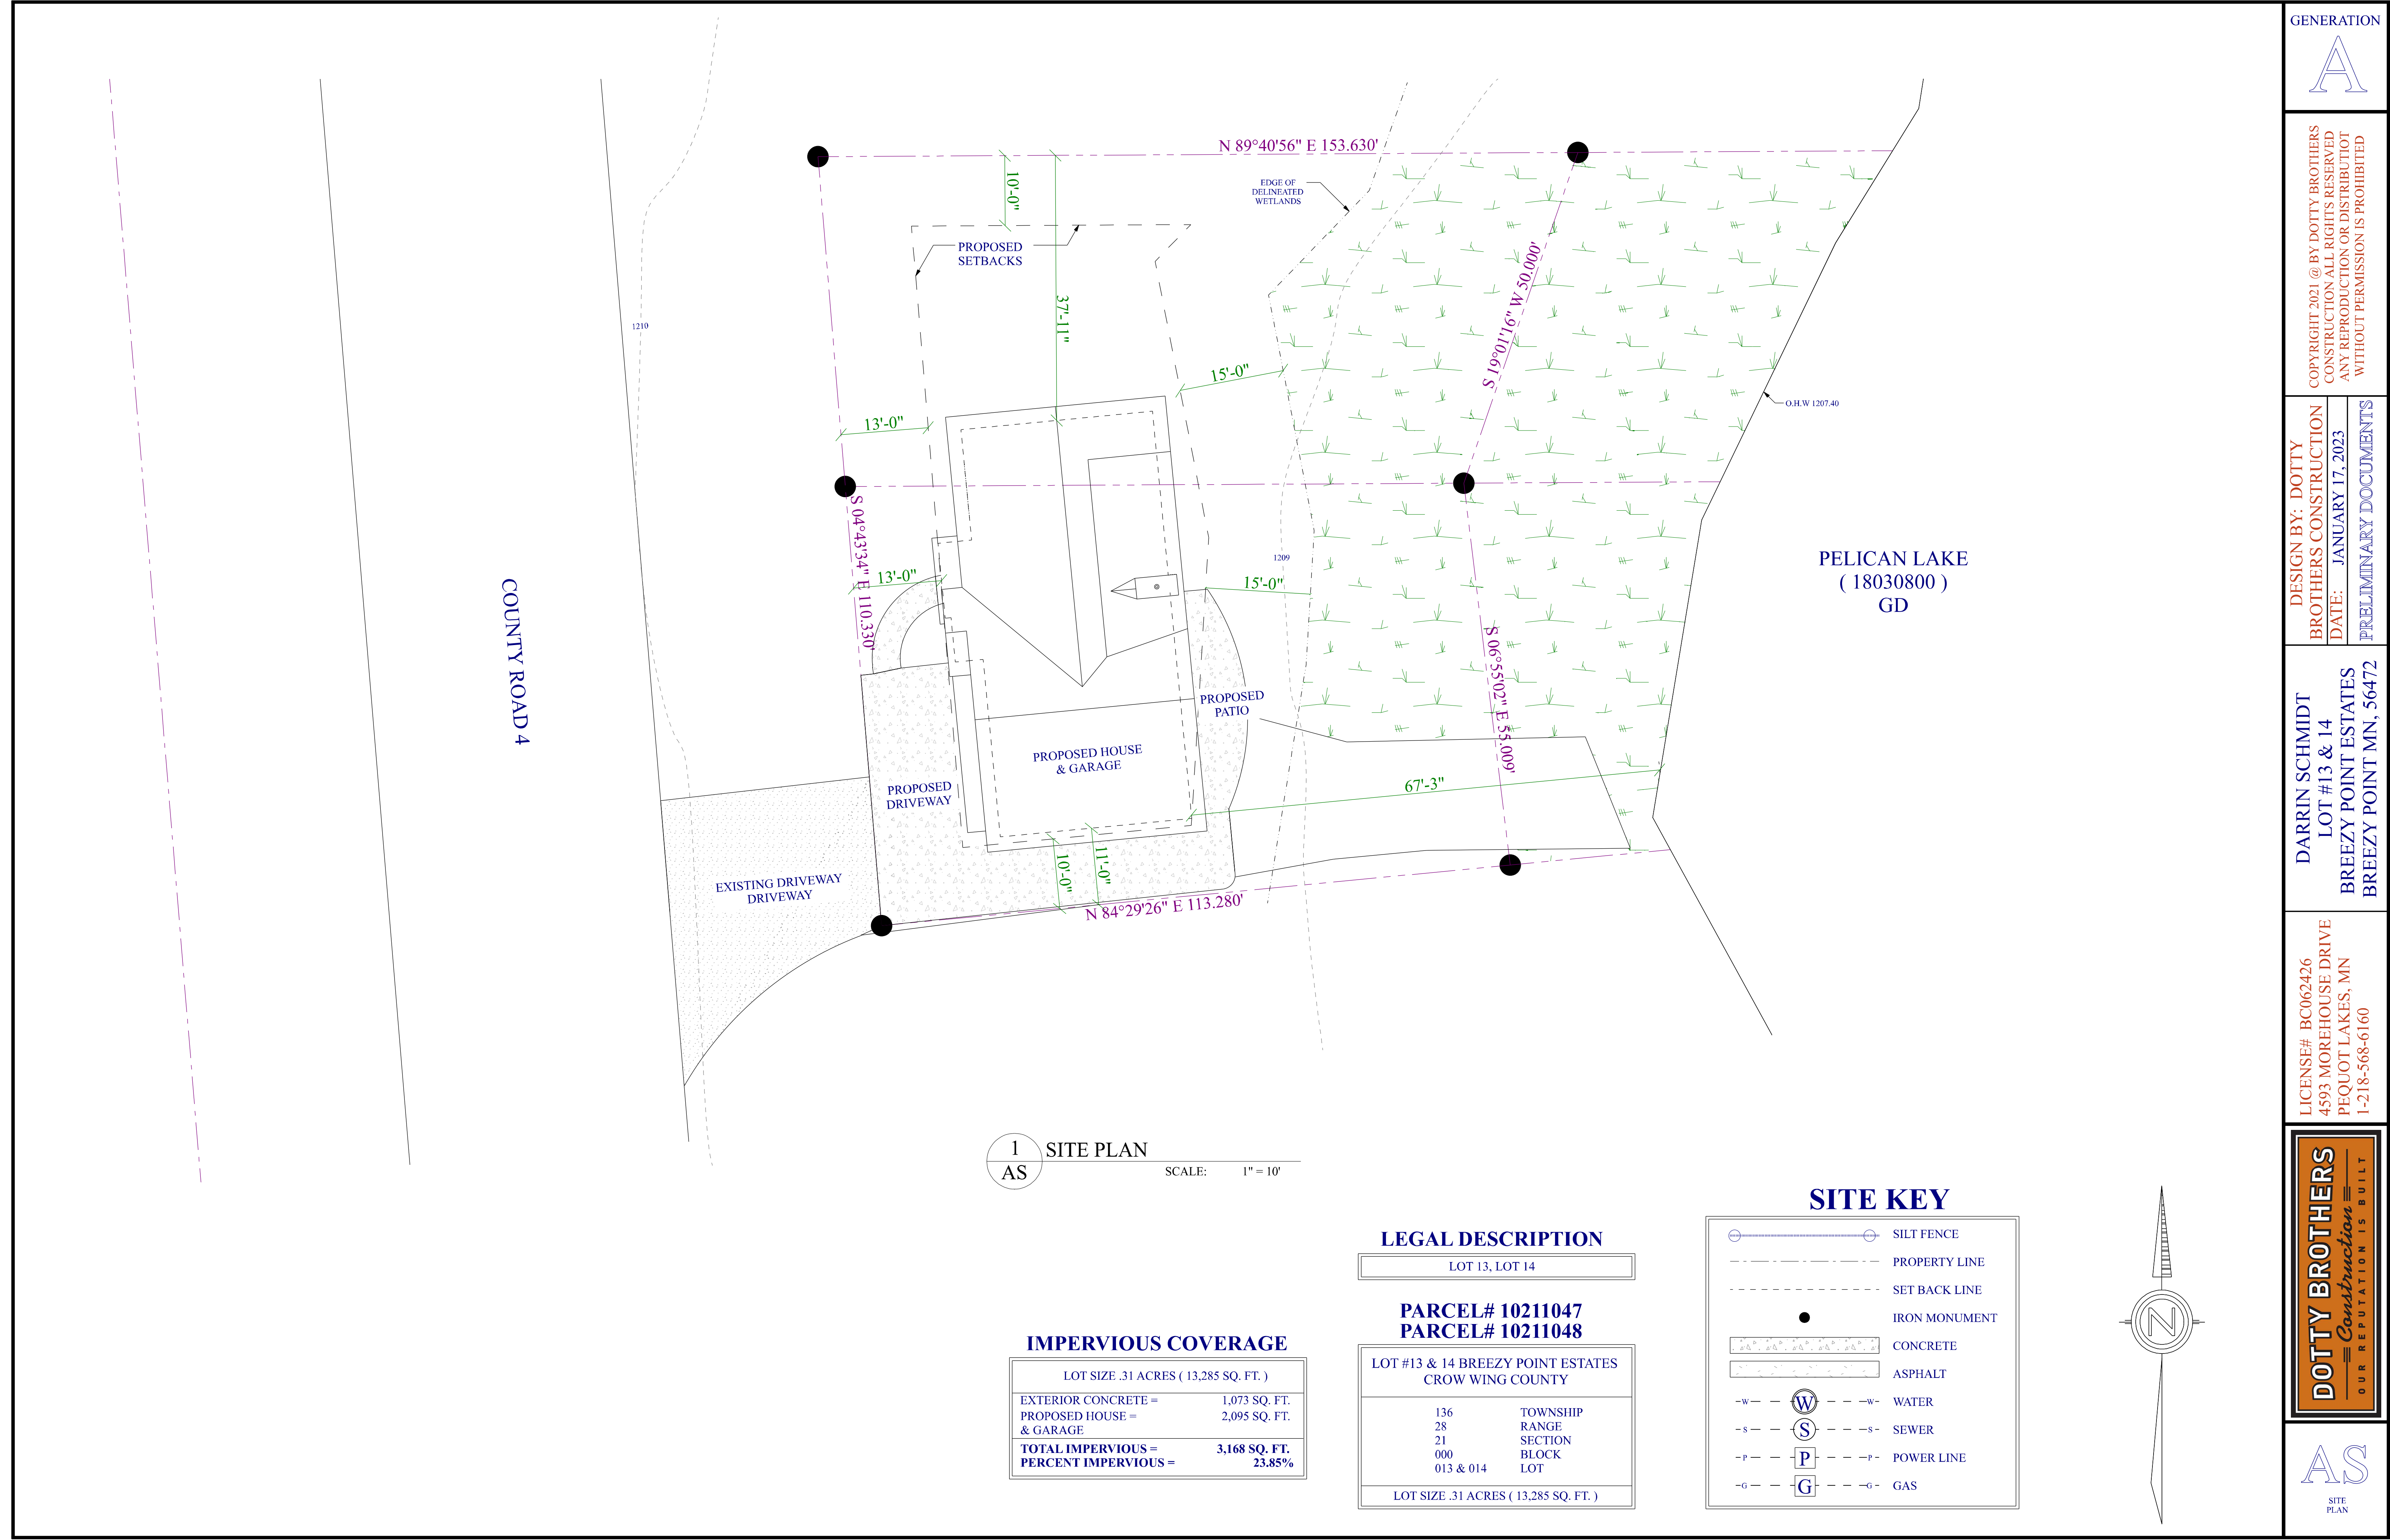 N 89°40'56" E 153.630'
10'-0"
EDGE OF
DELINEATED
WETLANDS
PROPOSED
SETBACKS
S 19°01'16" W 50.000'
37'-11"
1210
15'-0"
O.H.W 1207.40
13'-0"
S 04°43'34" E 110.330'
COUNTY ROAD 4
13'-0"
1209
15'-0"
PELICAN LAKE
( 18030800 )
GD
S 06°55'02" E 55.009'
PROPOSED
PATIO
PROPOSED HOUSE
& GARAGE
PROPOSED
DRIVEWAY
67'-3"
10'-0"
11'-0"
EXISTING DRIVEWAY
DRIVEWAY
N 84°29'26" E 113.280'
1
AS
SITE PLAN
SCALE: 1" = 10'
IMPERVIOUS COVERAGE
LOT SIZE .31 ACRES ( 13,285 SQ. FT. )
EXTERIOR CONCRETE = 1,073 SQ. FT.
PROPOSED HOUSE = 2,095 SQ. FT.
& GARAGE
TOTAL IMPERVIOUS = 3,168 SQ. FT.
PERCENT IMPERVIOUS = 23.85%
LEGAL DESCRIPTION
LOT 13, LOT 14
PARCEL# 10211047
PARCEL# 10211048
LOT #13 & 14 BREEZY POINT ESTATES
CROW WING COUNTY
136 TOWNSHIP
28 RANGE
21 SECTION
000 BLOCK
013 & 014 LOT
LOT SIZE .31 ACRES ( 13,285 SQ. FT. )
SITE KEY
SILT FENCE
PROPERTY LINE
SET BACK LINE
IRON MONUMENT
CONCRETE
ASPHALT
W W W WATER
S S S SEWER
P P P POWER LINE
G G G GAS
N
GENERATION
A
COPYRIGHT 2021 @ BY DOTTY BROTHERS
CONSTRUCTION ALL RIGHTS RESERVED
ANY REPRODUCTION OR DISTRIBUTIOT
WITHOUT PERMISSION IS PROHIBITED
DESIGN BY: DOTTY
BROTHERS CONSTRUCTION
DATE: JANUARY 17, 2023
PRELIMINARY DOCUMENTS
DARRIN SCHMIDT
LOT #13 & 14
BREEZY POINT ESTATES
BREEZY POINT MN, 56472
LICENSE# BC062426
4593 MOREHOUSE DRIVE
PEQUOT LAKES, MN
1-218-568-6160
DOTTY BROTHERS
Construction
OUR REPUTATION IS BUILT
AS
SITE
PLAN